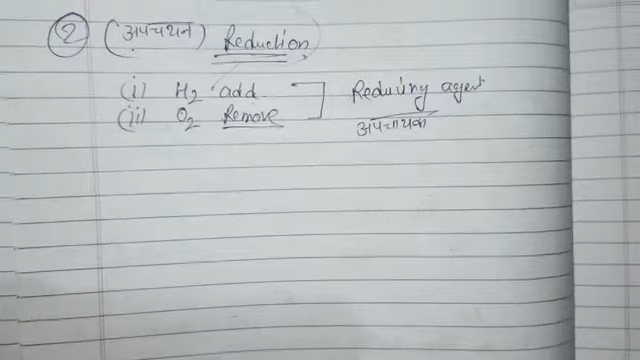 ② (अपचयन) Reduction
(i) H2 add
(ii) O2 Remove
Reducing agent
अपचायक